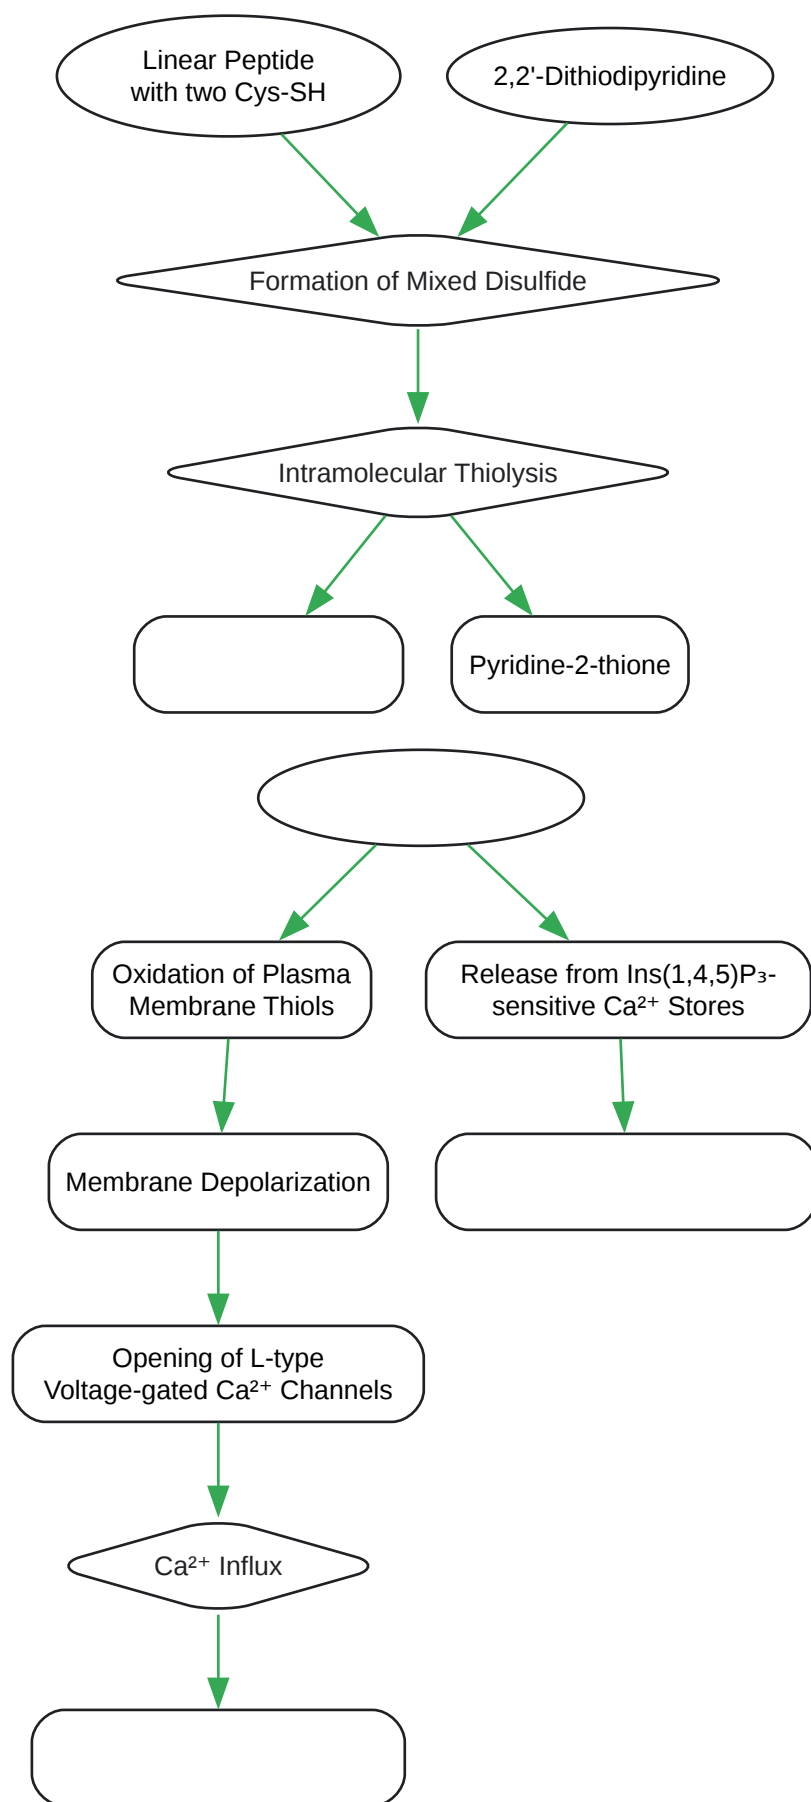 Linear Peptide
with two Cys-SH
2,2'-Dithiodipyridine
Formation of Mixed Disulfide
Intramolecular Thiolysis
Pyridine-2-thione
Oxidation of Plasma
Membrane Thiols
Release from Ins(1,4,5)P₃-
sensitive Ca²⁺ Stores
Membrane Depolarization
Opening of L-type
Voltage-gated Ca²⁺ Channels
Ca²⁺ Influx